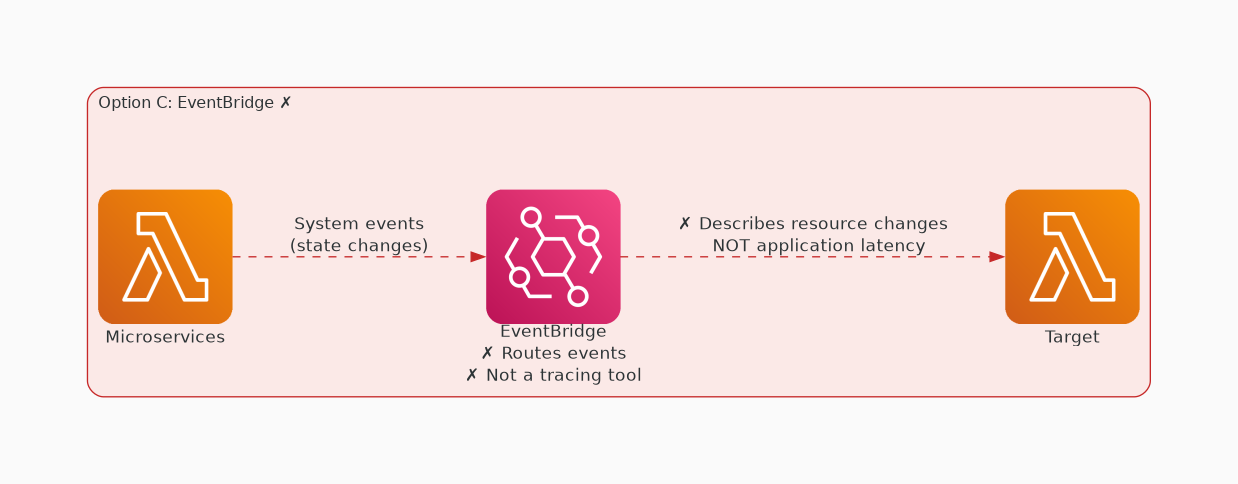 Option C: EventBridge ✗
System events
(state changes)
✗ Describes resource changes
NOT application latency
Microservices
EventBridge
✗ Routes events
✗ Not a tracing tool
Target